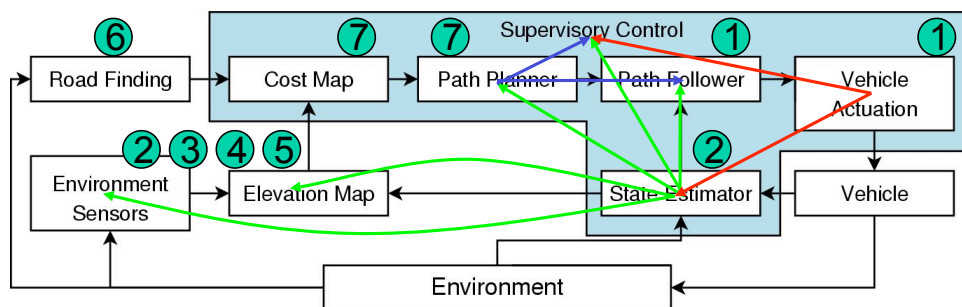 Supervisory Control
6
7
7
1
1
Road Finding
Cost Map
Path Planner
Path Follower
Vehicle
Actuation
2
3
4
5
2
Environment
Sensors
Elevation Map
State Estimator
Vehicle
Environment